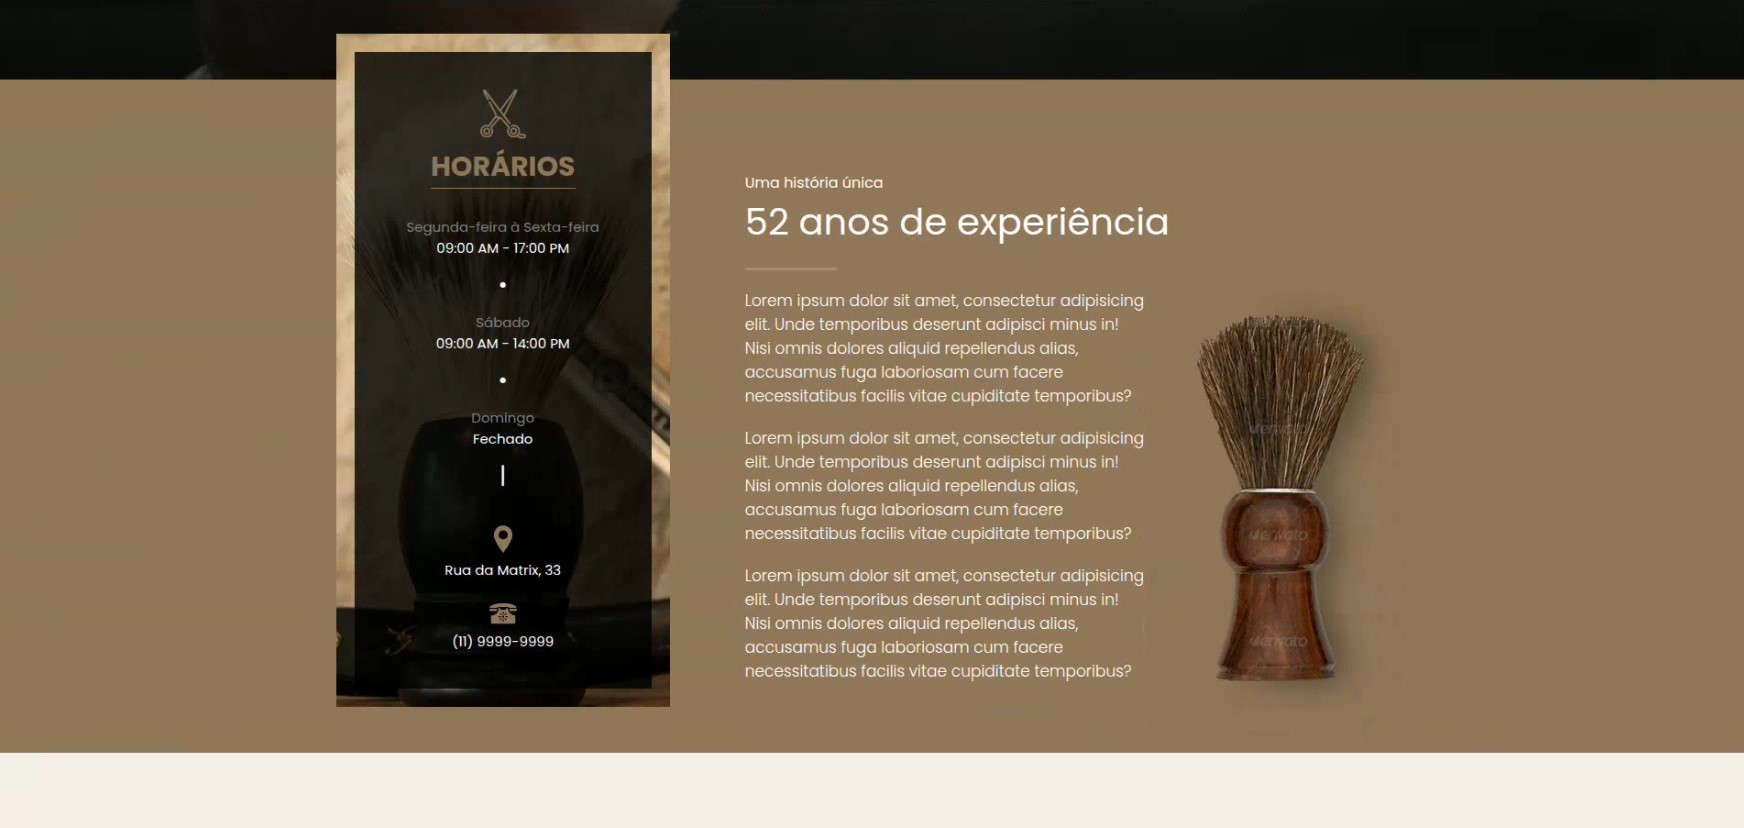 HORÁRIOS
Segunda-feira à Sexta-feira
09:00 AM - 17:00 PM
•
Sábado
09:00 AM - 14:00 PM
•
Domingo
Fechado
|
Rua da Matrix, 33
(11) 9999-9999
Uma história única
52 anos de experiência
Lorem ipsum dolor sit amet, consectetur adipisicing
elit. Unde temporibus deserunt adipisci minus in!
Nisi omnis dolores aliquid repellendus alias,
accusamus fuga laboriosam cum facere
necessitatibus facilis vitae cupiditate temporibus?
Lorem ipsum dolor sit amet, consectetur adipisicing
elit. Unde temporibus deserunt adipisci minus in!
Nisi omnis dolores aliquid repellendus alias,
accusamus fuga laboriosam cum facere
necessitatibus facilis vitae cupiditate temporibus?
Lorem ipsum dolor sit amet, consectetur adipisicing
elit. Unde temporibus deserunt adipisci minus in!
Nisi omnis dolores aliquid repellendus alias,
accusamus fuga laboriosam cum facere
necessitatibus facilis vitae cupiditate temporibus?
envato
envato
envato